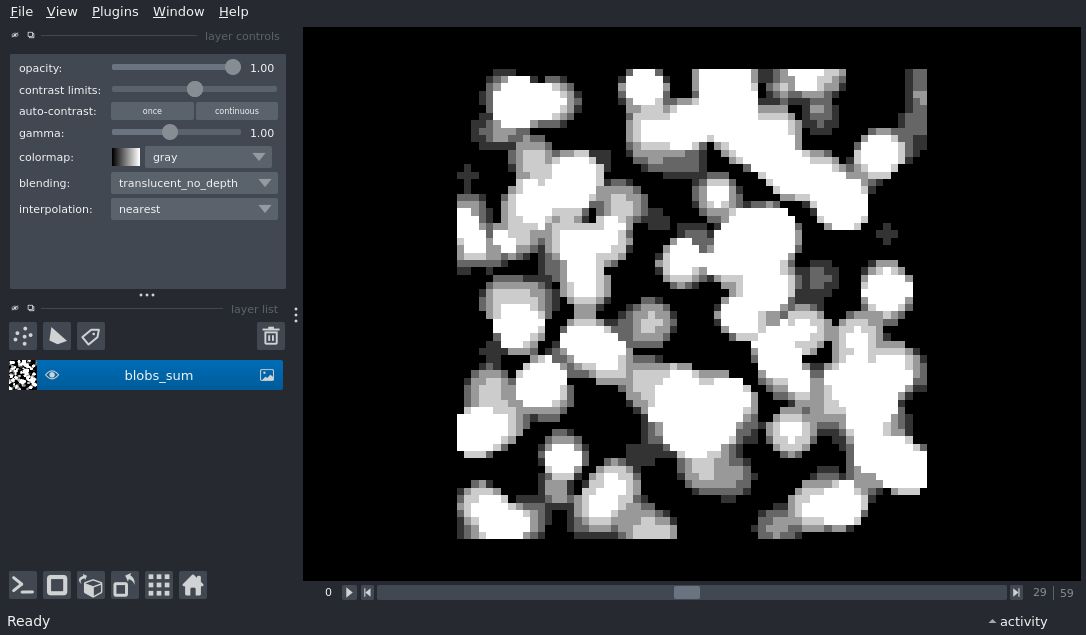 File View Plugins Window Help
layer controls
opacity: 1.00
contrast limits:
auto-contrast: once continuous
gamma: 1.00
colormap: gray
blending: translucent_no_depth
interpolation: nearest
layer list
blobs_sum
0 29 59
Ready activity